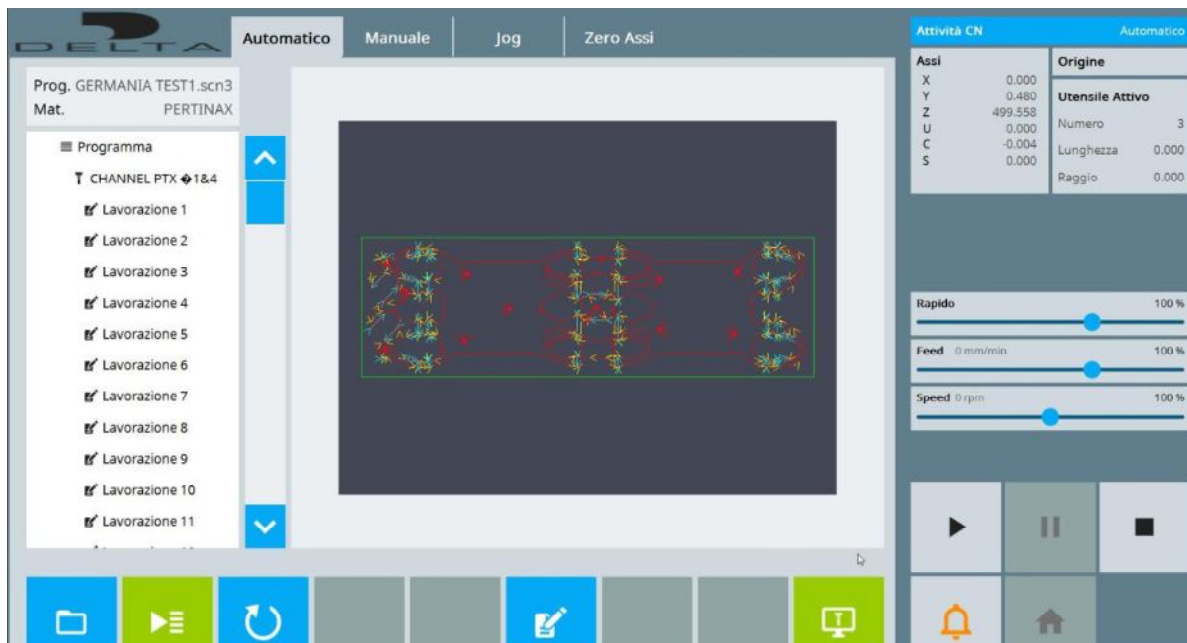 DELTA
Automatico
Manuale
Jog
Zero Assi
Prog. GERMANIA TEST1.scn3
Mat. PERTINAX
Programma
CHANNEL PTX �1&4
Lavorazione 1
Lavorazione 2
Lavorazione 3
Lavorazione 4
Lavorazione 5
Lavorazione 6
Lavorazione 7
Lavorazione 8
Lavorazione 9
Lavorazione 10
Lavorazione 11
Attività CN Automatico
Assi
X 0.000
Y 0.480
Z 499.558
U 0.000
C -0.004
S 0.000
Origine
Utensile Attivo
Numero 3
Lunghezza 0.000
Raggio 0.000
Rapido 100 %
Feed 0 mm/min 100 %
Speed 0 rpm 100 %
T